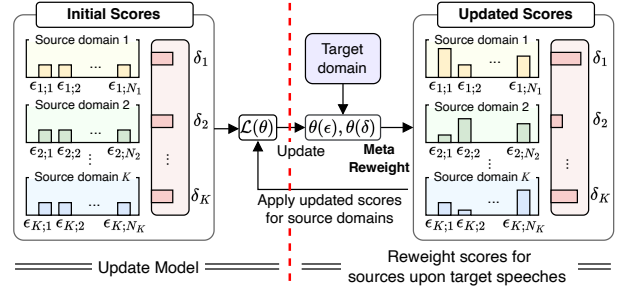 Initial Scores
Source domain 1
ϵ1;1 ϵ1;2 ... ϵ1;N1
δ1
Source domain 2
ϵ2;1 ϵ2;2 ... ϵ2;N2
δ2
⋮ ⋮
Source domain K
ϵK;1 ϵK;2 ... ϵK;NK
δK
Update Model
L(θ)
Update
Target
domain
θ(ϵ), θ(δ)
Meta
Reweight
Apply updated scores
for source domains
Updated Scores
Source domain 1
ϵ1;1 ϵ1;2 ... ϵ1;N1
δ1
Source domain 2
ϵ2;1 ϵ2;2 ... ϵ2;N2
δ2
⋮ ⋮
Source domain K
ϵK;1 ϵK;2 ... ϵK;NK
δK
Reweight scores for
sources upon target speeches